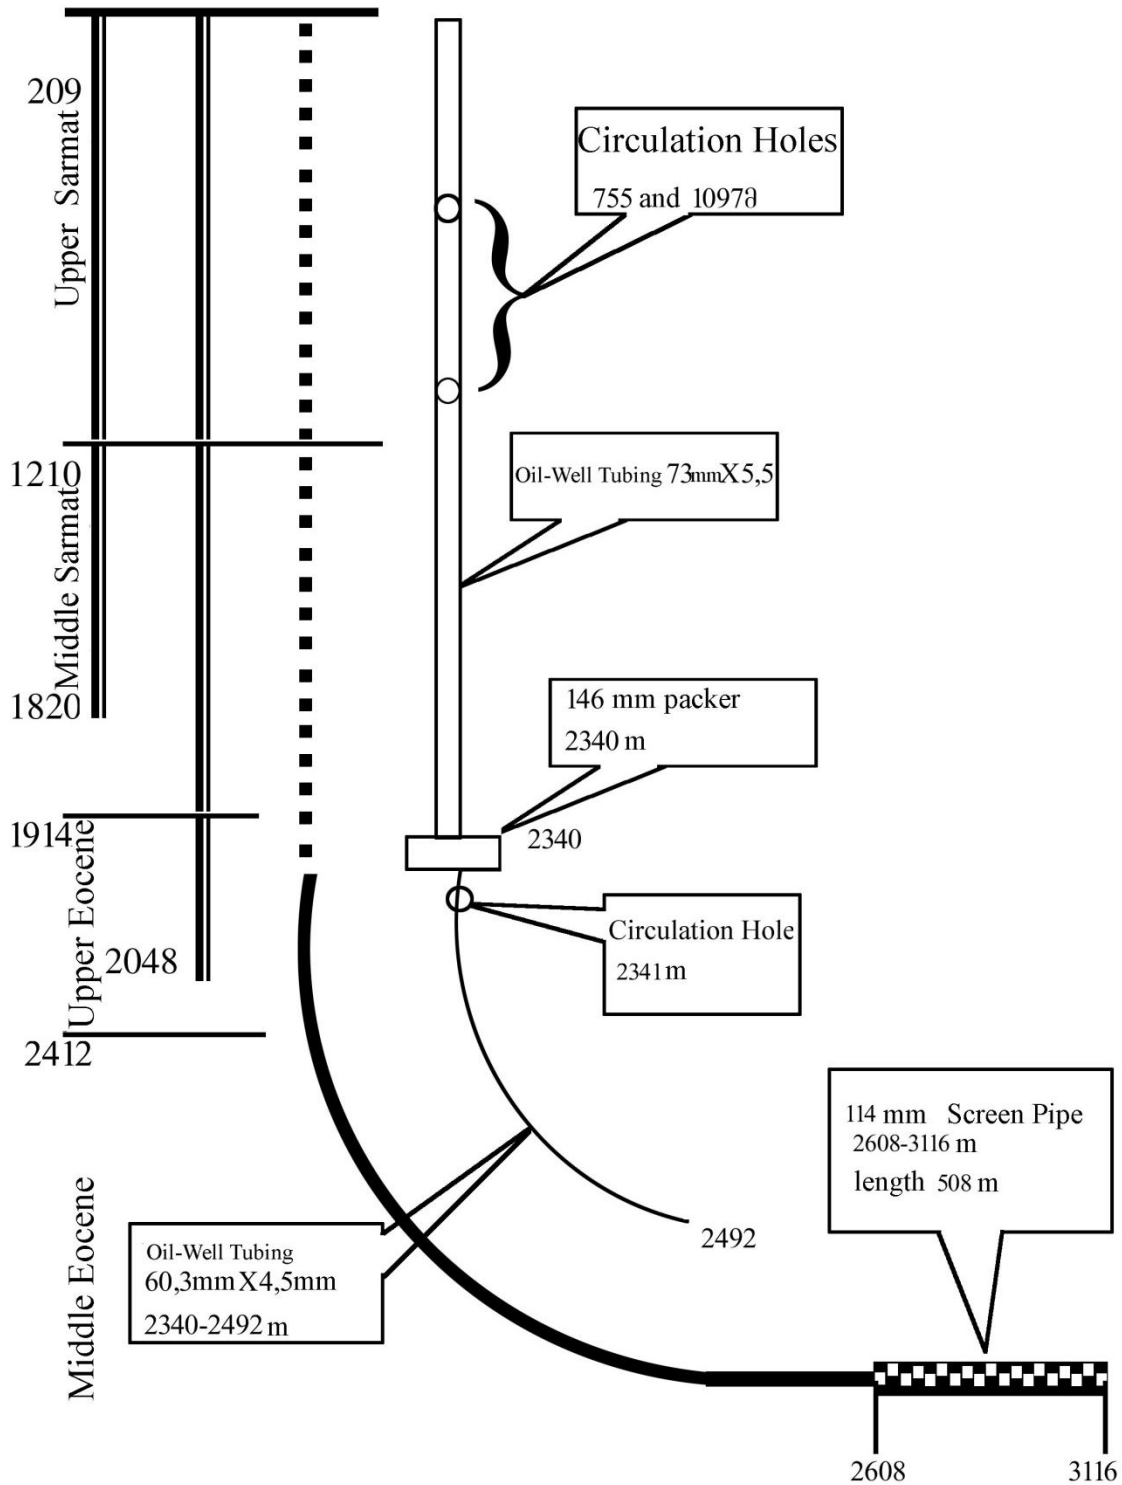 209
Upper Sarmat
Circulation Holes
755 and 1097
1210
Middle Sarmat
Oil-Well Tubing 73mmX5,5
1820
146 mm packer
2340 m
2340
1914
Upper Eocene
2048
Circulation Hole
2341 m
2412
114 mm Screen Pipe
2608-3116 m
length 508 m
2492
Oil-Well Tubing
60,3mmX4,5mm
2340-2492 m
Middle Eocene
2608
3116